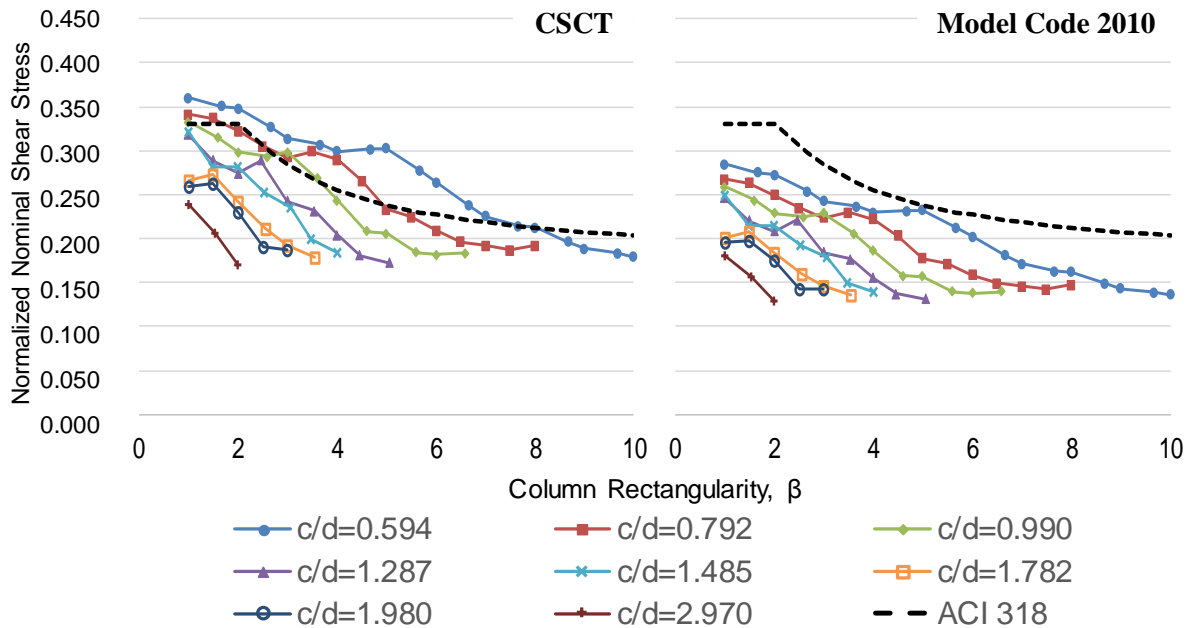 CSCT
Model Code 2010
Normalized Nominal Shear Stress
0.450
0.400
0.350
0.300
0.250
0.200
0.150
0.100
0.050
0.000
0 2 4 6 8 10
0 2 4 6 8 10
Column Rectangularity, β
c/d=0.594 c/d=0.792 c/d=0.990
c/d=1.287 c/d=1.485 c/d=1.782
c/d=1.980 c/d=2.970 ACI 318